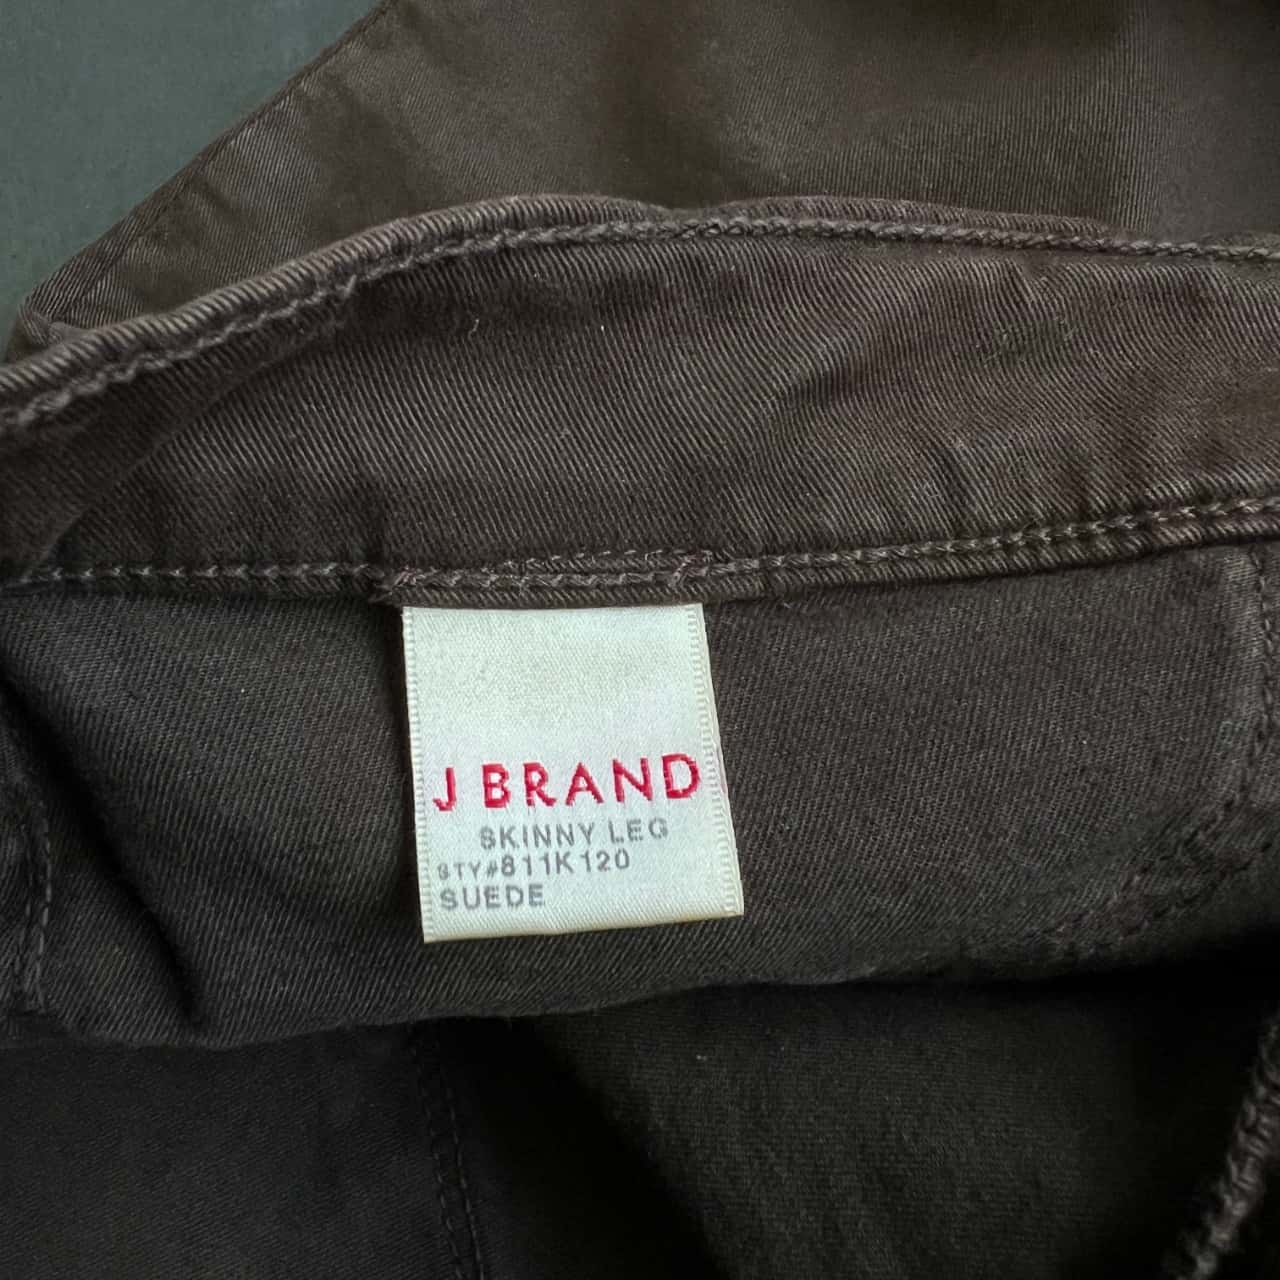 J BRAND
SKINNY LEG
STY#811K120
SUEDE